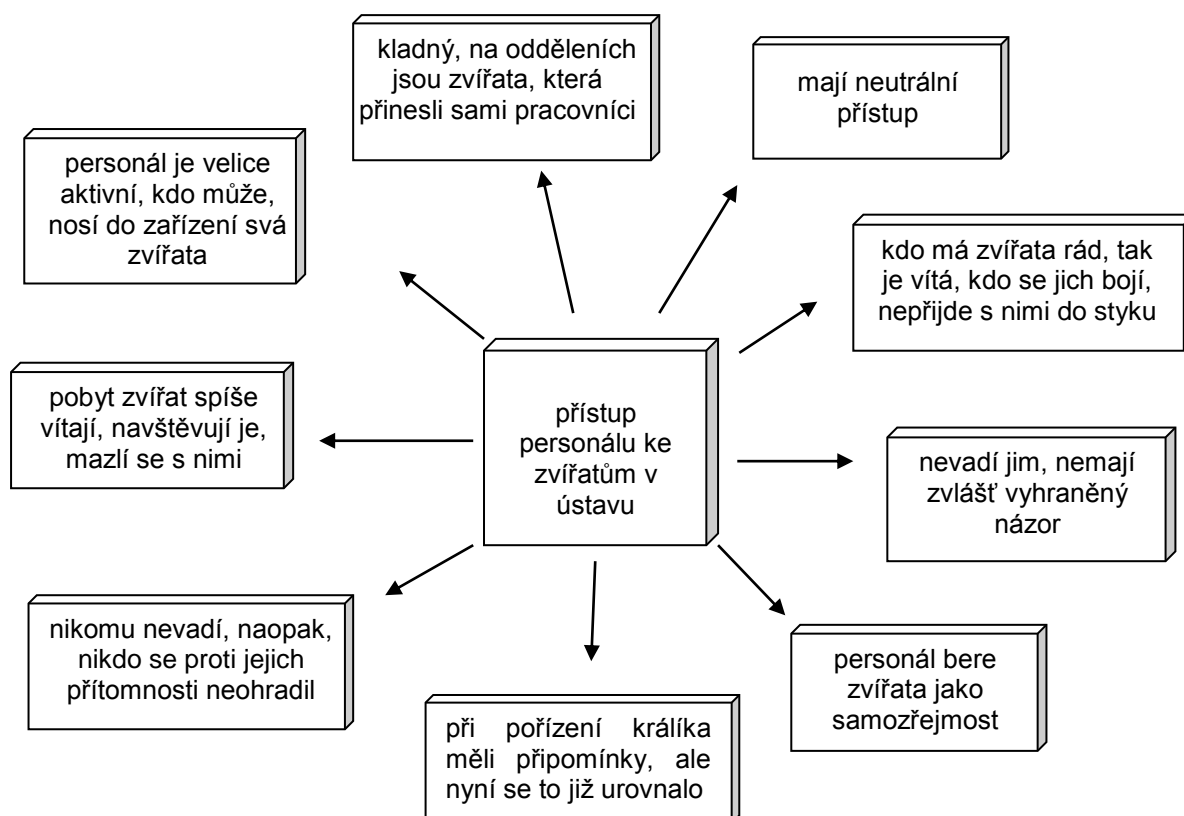 kladný, na odděleních
jsou zvířata, která
přinesli sami pracovníci
mají neutrální
přístup
personál je velice
aktivní, kdo může,
nosí do zařízení svá
zvířata
kdo má zvířata rád, tak
je vítá, kdo se jich bojí,
nepřijde s nimi do styku
pobyt zvířat spíše
vítají, navštěvují je,
mazlí se s nimi
přístup
personálu ke
zvířatům v
ústavu
nevadí jim, nemají
zvlášť vyhraněný
názor
nikomu nevadí, naopak,
nikdo se proti jejich
přítomnosti neohradil
personál bere
zvířata jako
samozřejmost
při pořízení králíka
měli připomínky, ale
nyní se to již urovnalo